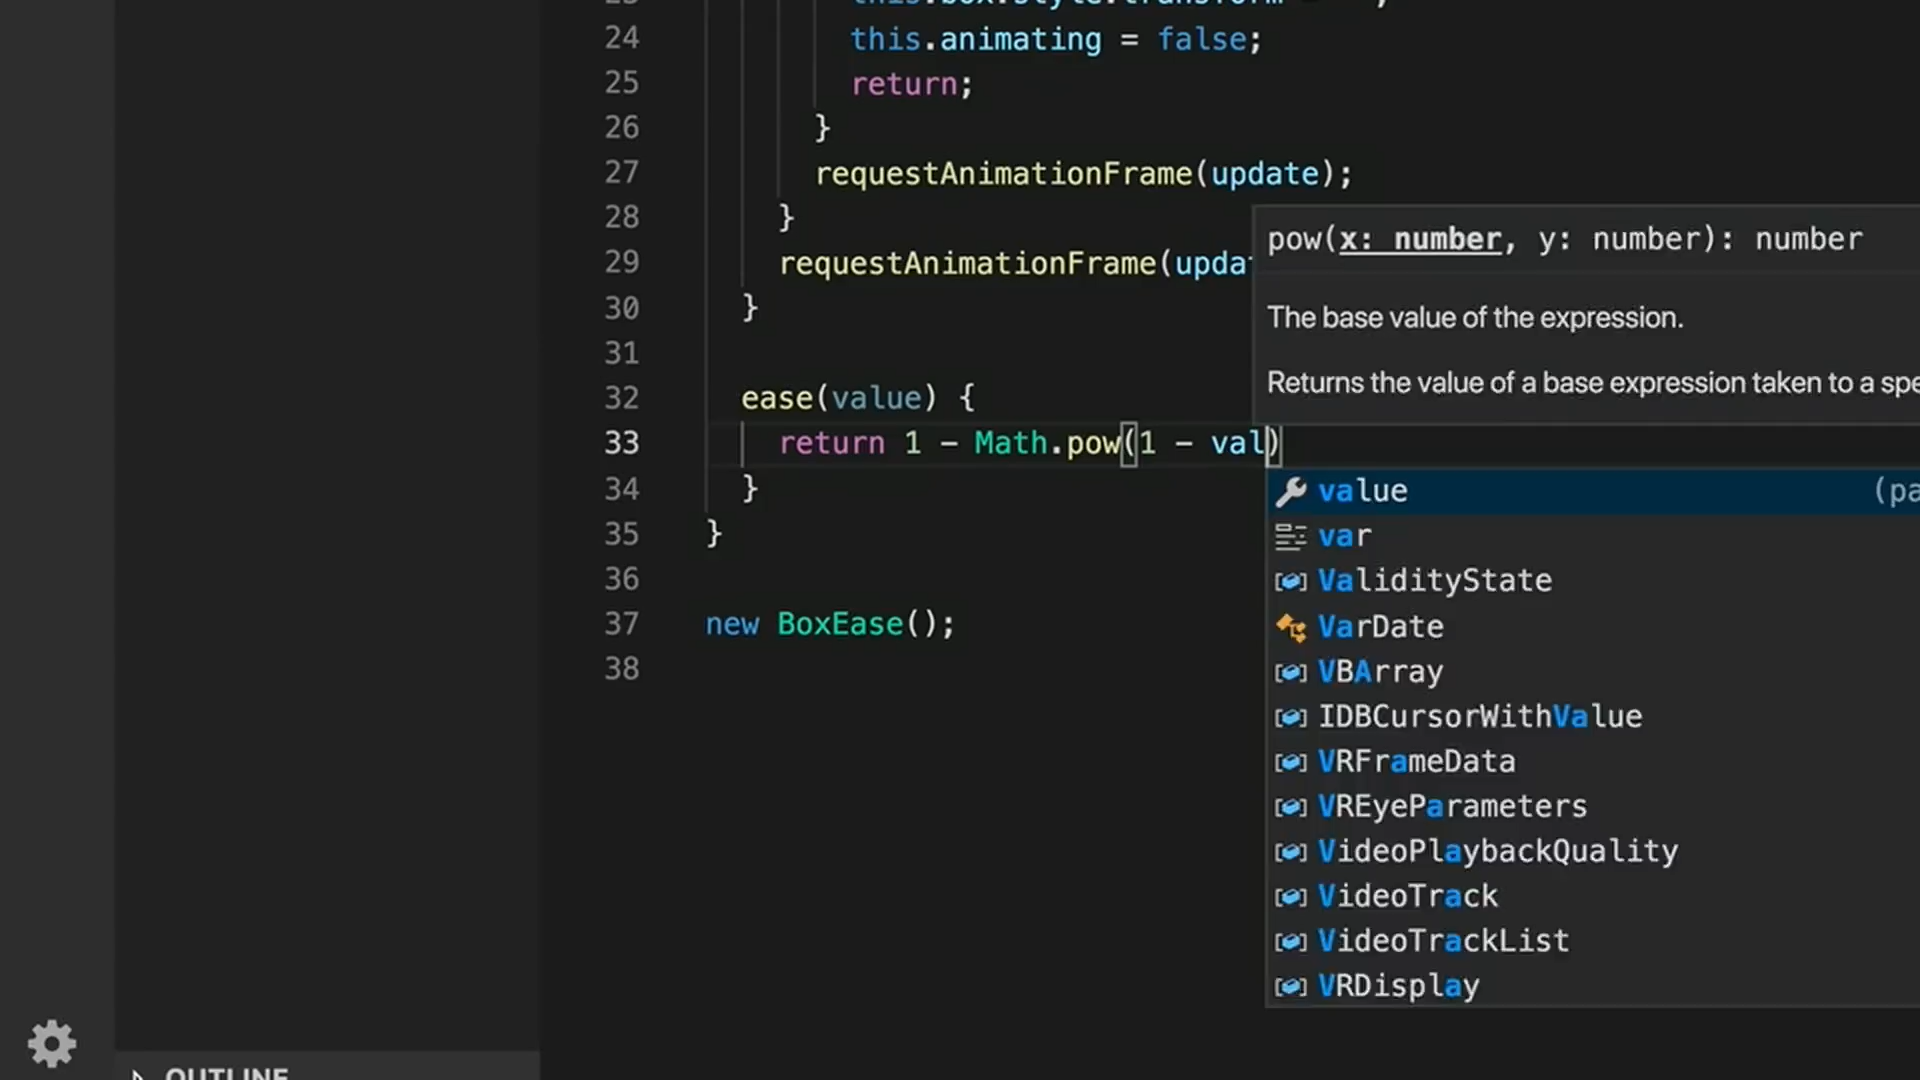 24 this.animating = false;
25 return;
26 }
27 requestAnimationFrame(update);
28 }
29 requestAnimationFrame(upda
30 }
31
32 ease(value) {
33 return 1 - Math.pow(1 - val)
34 }
35 }
36
37 new BoxEase();
38
pow(x: number, y: number): number
The base value of the expression.
Returns the value of a base expression taken to a spe
value (pa
var
ValidityState
VarDate
VBArray
IDBCursorWithValue
VRFrameData
VREyeParameters
VideoPlaybackQuality
VideoTrack
VideoTrackList
VRDisplay
OUTLINE